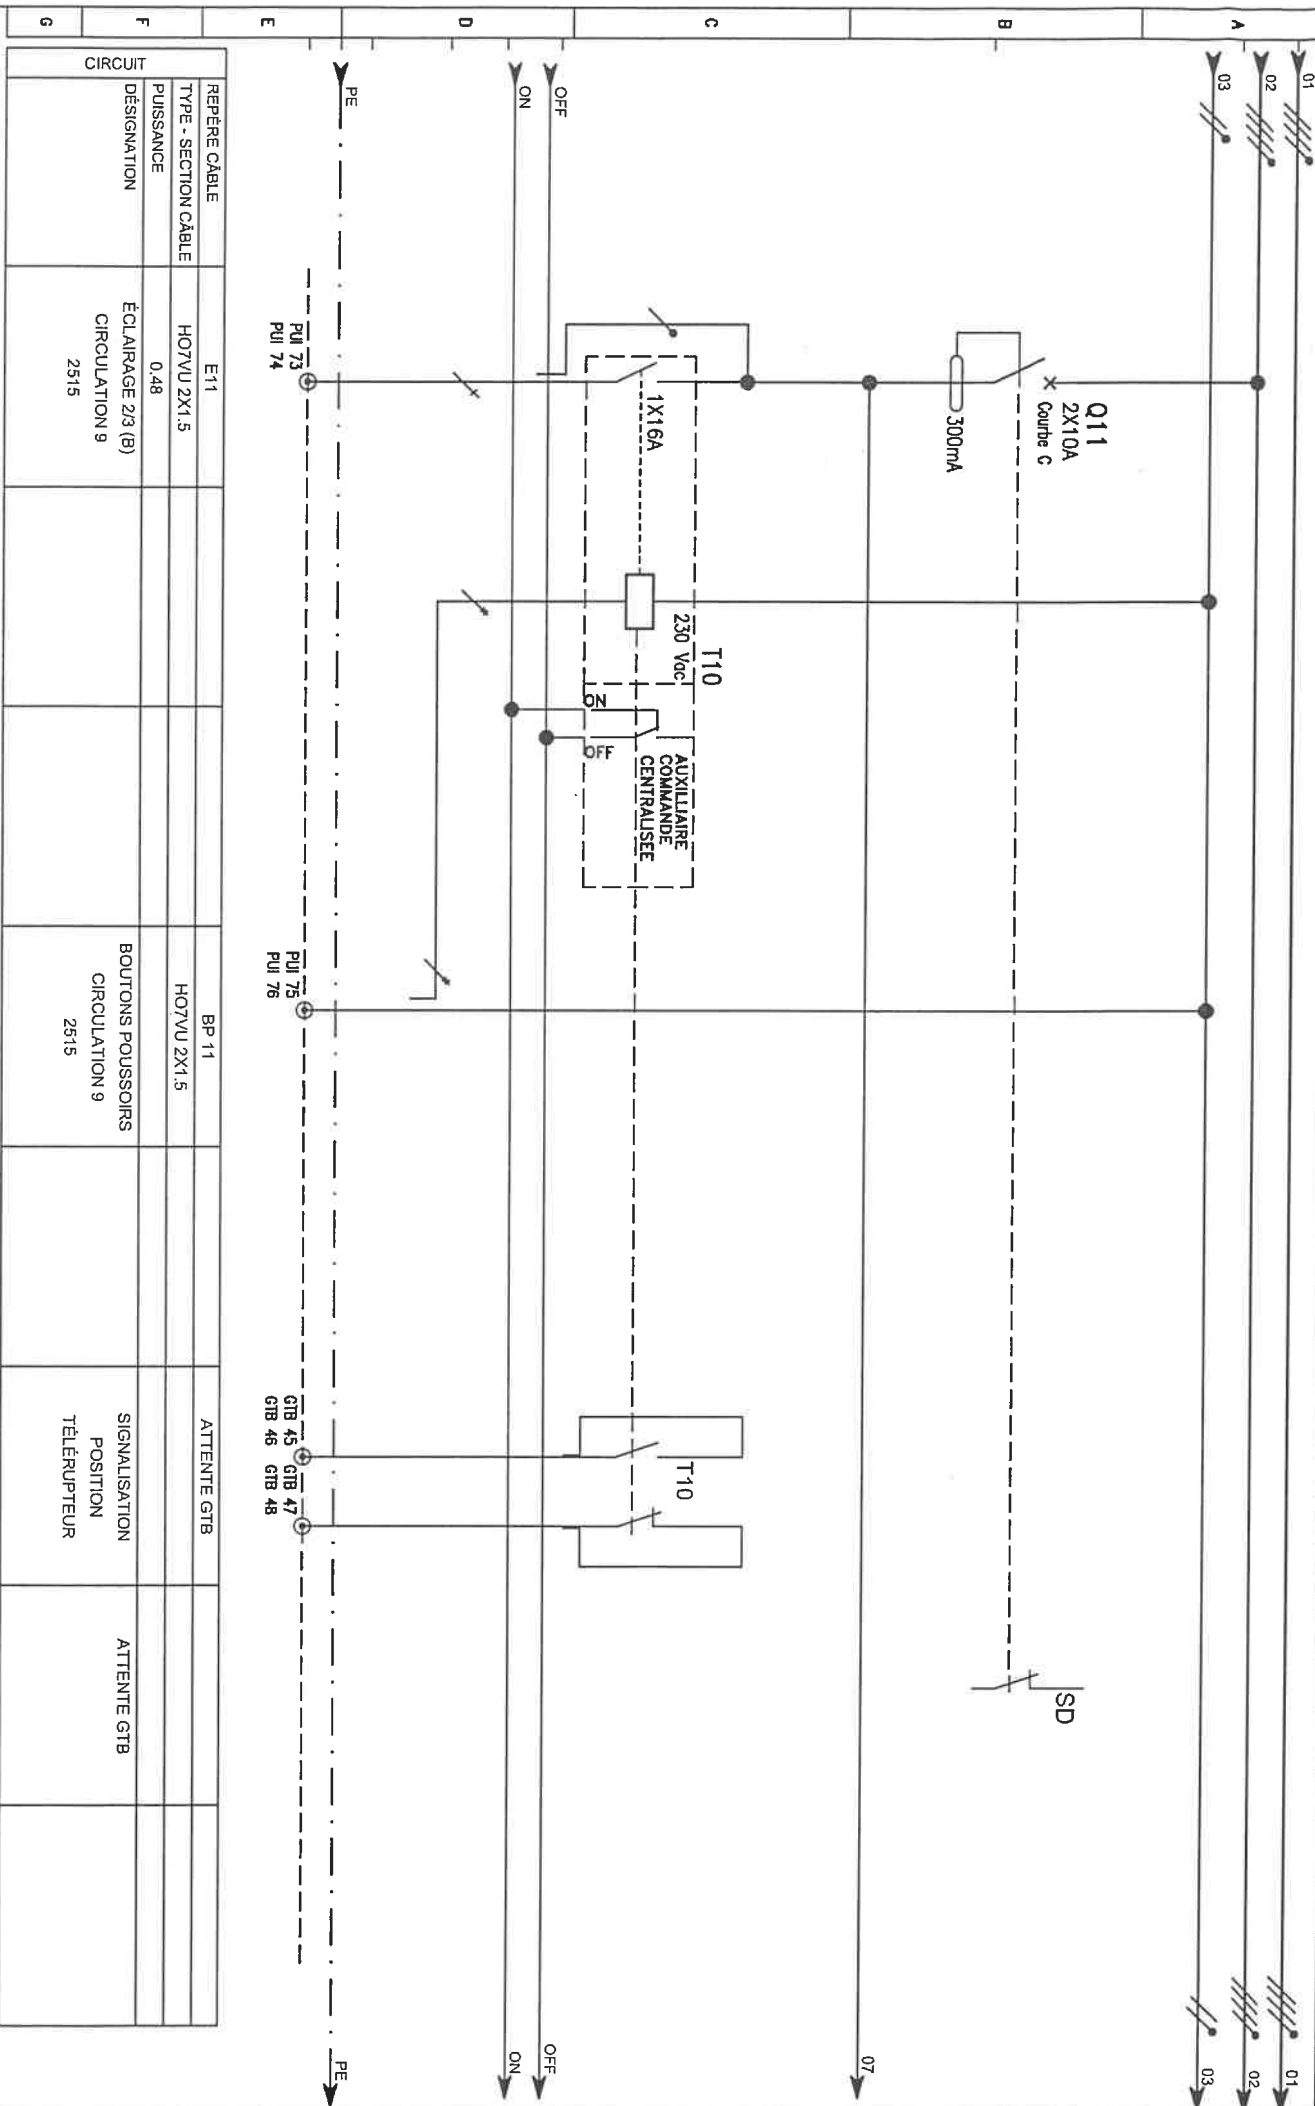 A
B
C
D
E
F
G
01
02
03
OFF
ON
PE
Q11
2X10A
Courbe C
300mA
1X16A
T10
230 Vac
ON
OFF
AUXILLIAIRE
COMMANDE
CENTRALISEE
T10
SD
01
02
03
07
OFF
ON
PE
PUI 73
PUI 74
PUI 75
PUI 76
GTB 45
GTB 46
GTB 47
GTB 48
CIRCUIT
REPÈRE CÂBLE
E11
BP 11
ATTENTE GTB
TYPE - SECTION CÂBLE
HO7VU 2X1.5
HO7VU 2X1.5
PUISSANCE
0.48
DÉSIGNATION
ÉCLAIRAGE 2/3 (B)
CIRCULATION 9
2515
BOUTONS POUSSOIRS
CIRCULATION 9
2515
SIGNALISATION
POSITION
TÉLÉRUPTEUR
ATTENTE GTB